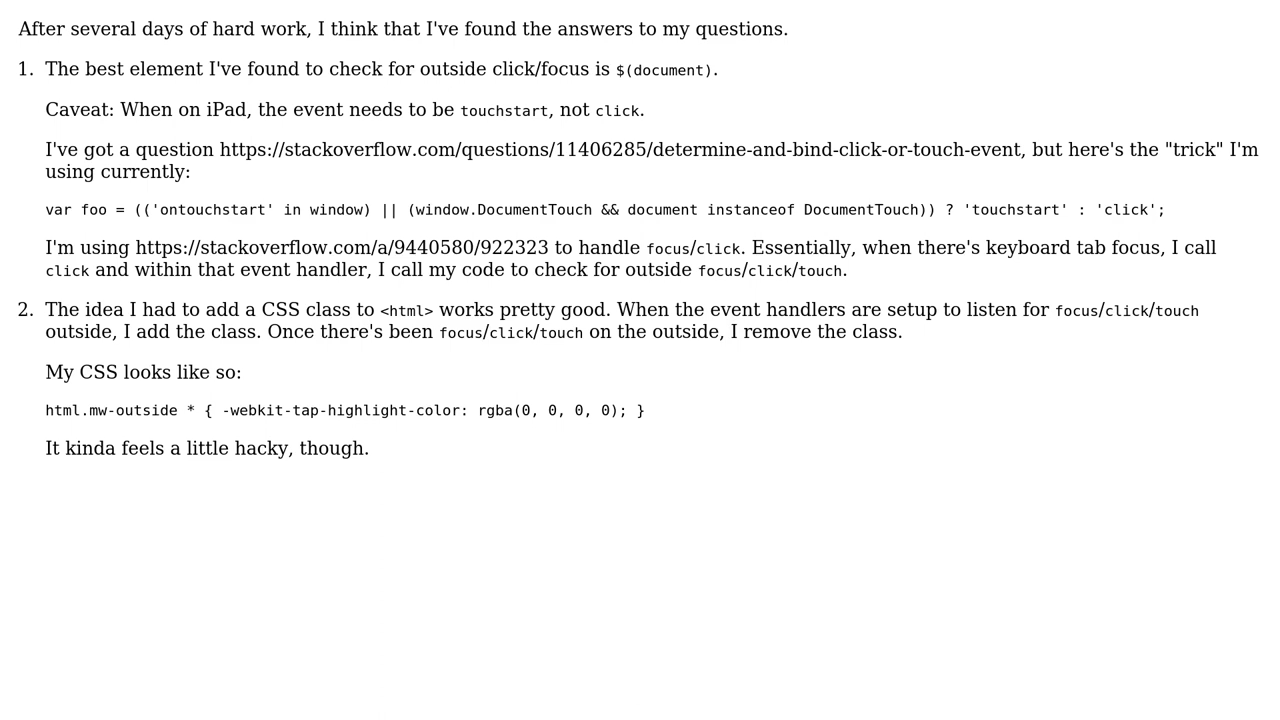 After several days of hard work, I think that I've found the answers to my questions.
1. The best element I've found to check for outside click/focus is $(document).
Caveat: When on iPad, the event needs to be touchstart, not click.
I've got a question https://stackoverflow.com/questions/11406285/determine-and-bind-click-or-touch-event, but here's the "trick" I'm
using currently:
var foo = (('ontouchstart' in window) || (window.DocumentTouch && document instanceof DocumentTouch)) ? 'touchstart' : 'click';
I'm using https://stackoverflow.com/a/9440580/922323 to handle focus/click. Essentially, when there's keyboard tab focus, I call
click and within that event handler, I call my code to check for outside focus/click/touch.
2. The idea I had to add a CSS class to <html> works pretty good. When the event handlers are setup to listen for focus/click/touch
outside, I add the class. Once there's been focus/click/touch on the outside, I remove the class.
My CSS looks like so:
html.mw-outside * { -webkit-tap-highlight-color: rgba(0, 0, 0, 0); }
It kinda feels a little hacky, though.